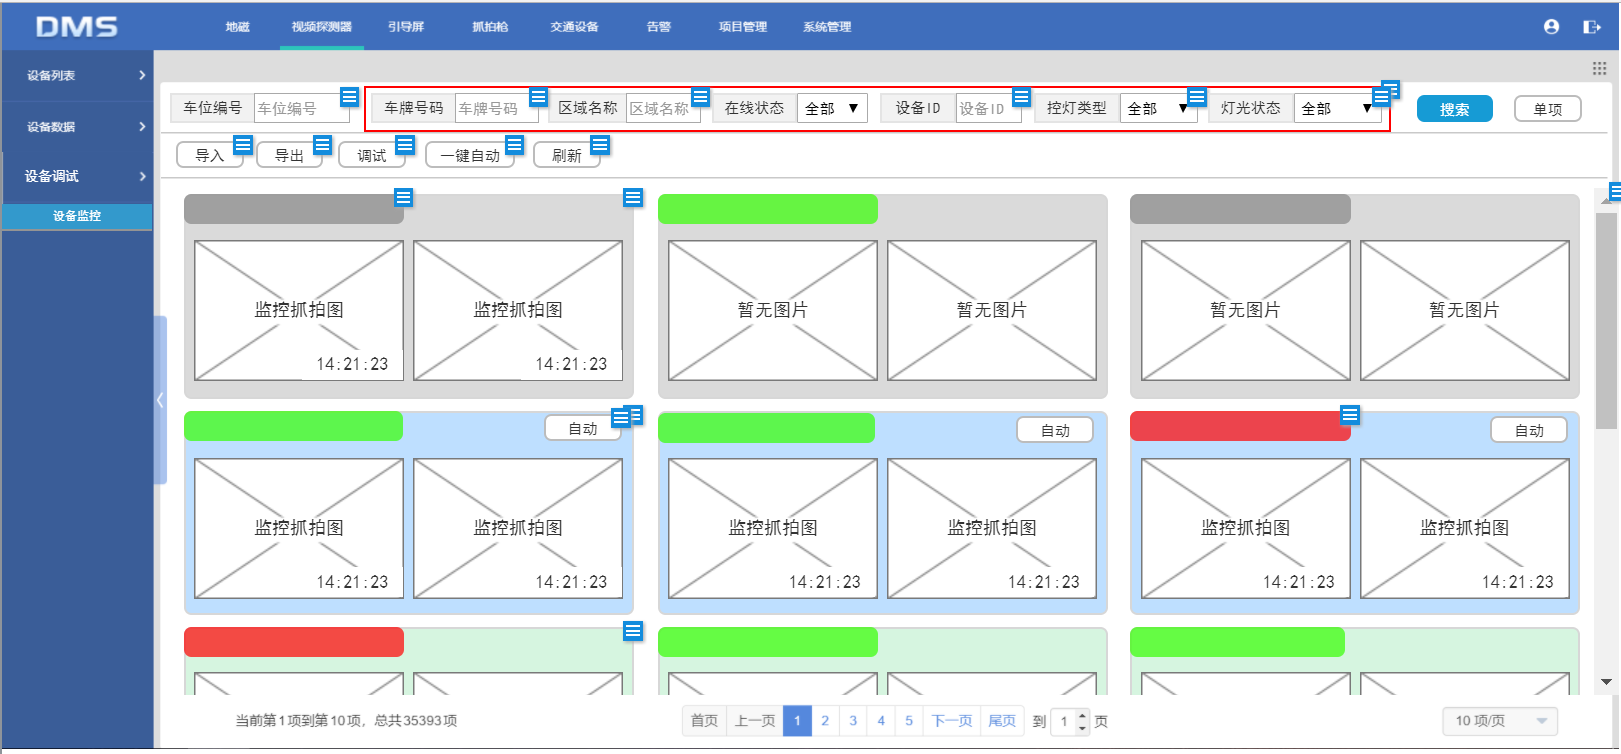 DMS 地磁 视频探测器 引导屏 抓拍枪 交通设备 告警 项目管理 系统管理
设备列表
设备数据
设备调试
设备监控
车位编号 车位编号 车牌号码 车牌号码 区域名称 区域名称 在线状态 全部 ▼ 设备ID 设备ID 控灯类型 全部 ▼ 灯光状态 全部 ▼ 搜索 单项
导入 导出 调试 一键自动 刷新
监控抓拍图 监控抓拍图 暂无图片 暂无图片 暂无图片 暂无图片
14:21:23 14:21:23
自动 自动 自动
监控抓拍图 监控抓拍图 监控抓拍图 监控抓拍图 监控抓拍图 监控抓拍图
14:21:23 14:21:23 14:21:23 14:21:23 14:21:23 14:21:23
当前第1项到第10项，总共35393项 首页 上一页 1 2 3 4 5 下一页 尾页 到 1 页 10 项/页